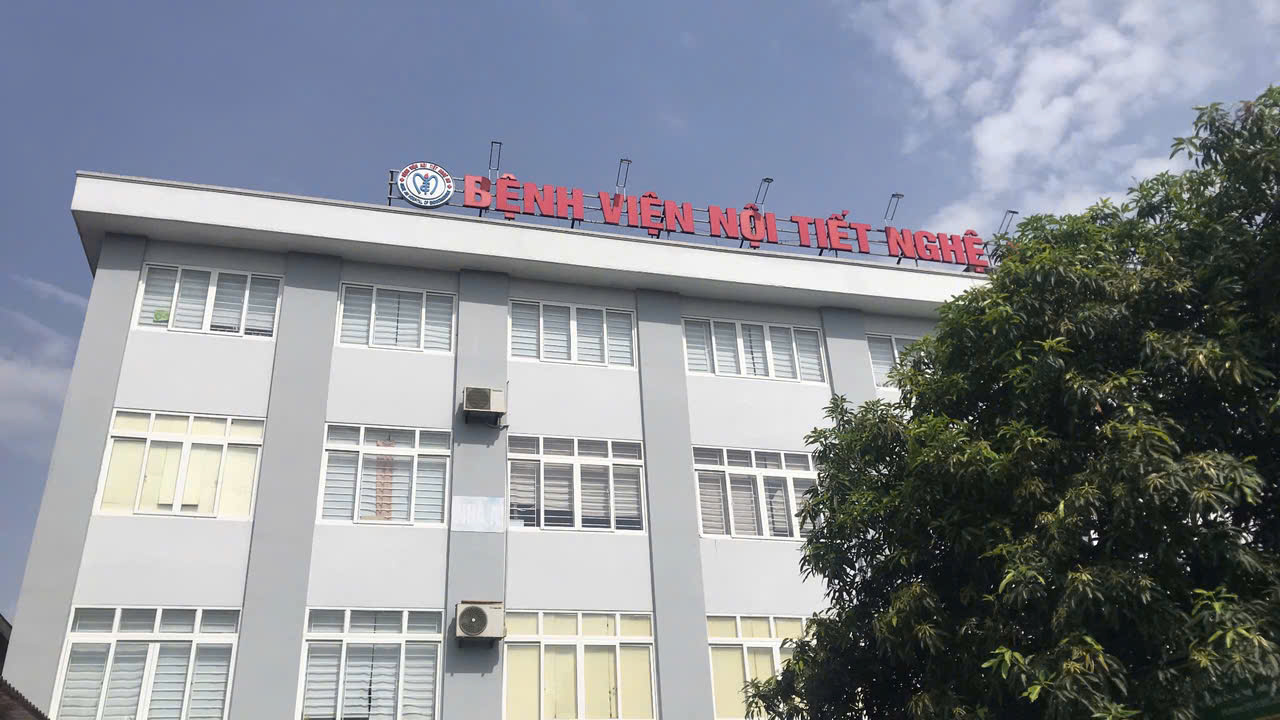 BỆNH VIỆN NỘI TIẾT NGHỆ